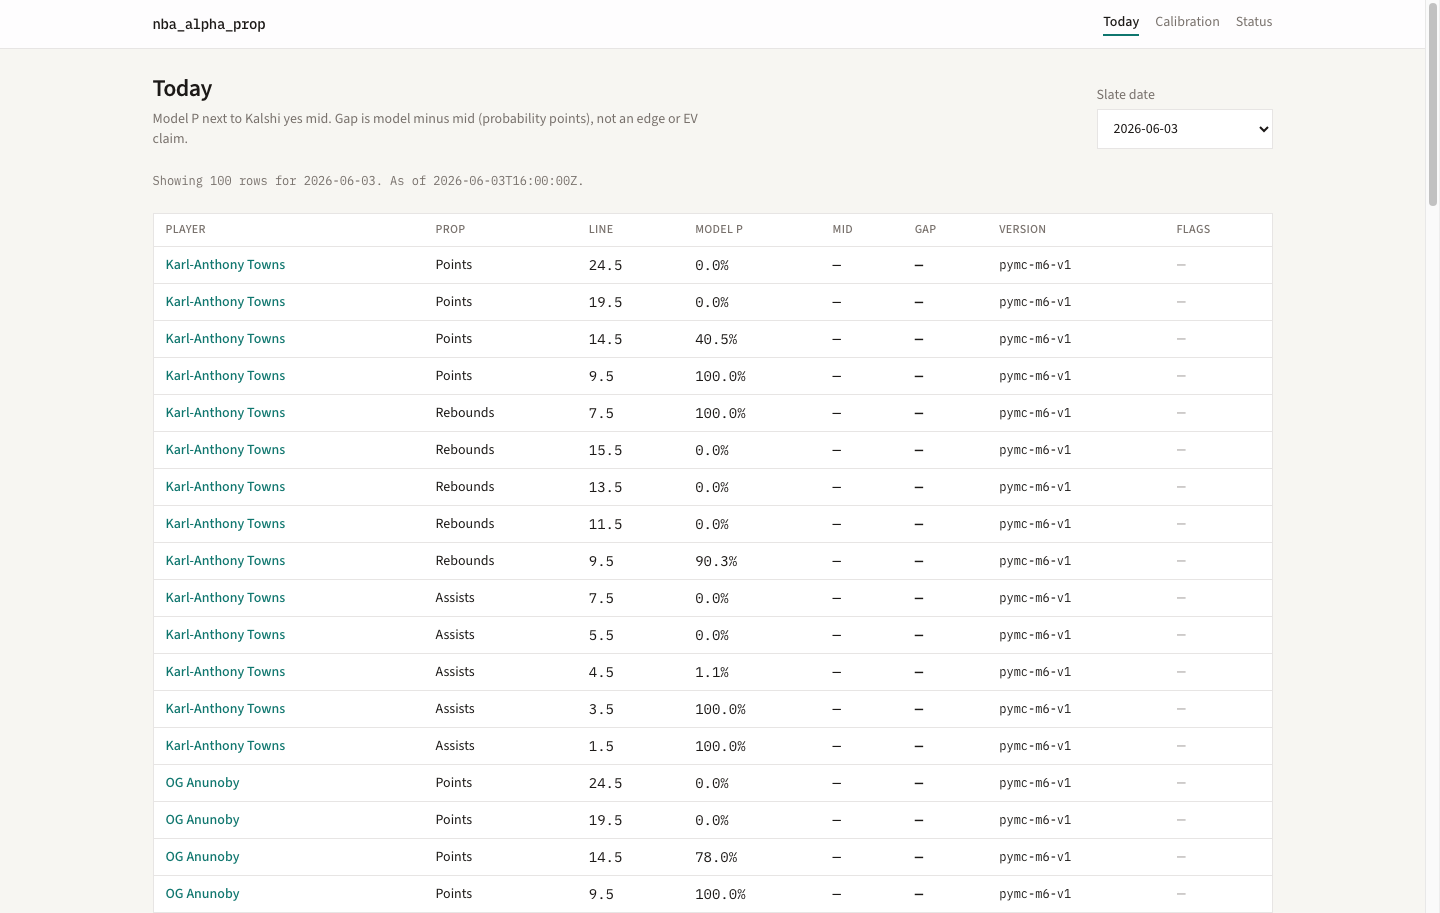 nba_alpha_prop
Today Calibration Status
Today
Model P next to Kalshi yes mid. Gap is model minus mid (probability points), not an edge or EV
claim.
Slate date
2026-06-03
Showing 100 rows for 2026-06-03. As of 2026-06-03T16:00:00Z.
PLAYER PROP LINE MODEL P MID GAP VERSION FLAGS
Karl-Anthony Towns Points 24.5 0.0% — — pymc-m6-v1 —
Karl-Anthony Towns Points 19.5 0.0% — — pymc-m6-v1 —
Karl-Anthony Towns Points 14.5 40.5% — — pymc-m6-v1 —
Karl-Anthony Towns Points 9.5 100.0% — — pymc-m6-v1 —
Karl-Anthony Towns Rebounds 7.5 100.0% — — pymc-m6-v1 —
Karl-Anthony Towns Rebounds 15.5 0.0% — — pymc-m6-v1 —
Karl-Anthony Towns Rebounds 13.5 0.0% — — pymc-m6-v1 —
Karl-Anthony Towns Rebounds 11.5 0.0% — — pymc-m6-v1 —
Karl-Anthony Towns Rebounds 9.5 90.3% — — pymc-m6-v1 —
Karl-Anthony Towns Assists 7.5 0.0% — — pymc-m6-v1 —
Karl-Anthony Towns Assists 5.5 0.0% — — pymc-m6-v1 —
Karl-Anthony Towns Assists 4.5 1.1% — — pymc-m6-v1 —
Karl-Anthony Towns Assists 3.5 100.0% — — pymc-m6-v1 —
Karl-Anthony Towns Assists 1.5 100.0% — — pymc-m6-v1 —
OG Anunoby Points 24.5 0.0% — — pymc-m6-v1 —
OG Anunoby Points 19.5 0.0% — — pymc-m6-v1 —
OG Anunoby Points 14.5 78.0% — — pymc-m6-v1 —
OG Anunoby Points 9.5 100.0% — — pymc-m6-v1 —